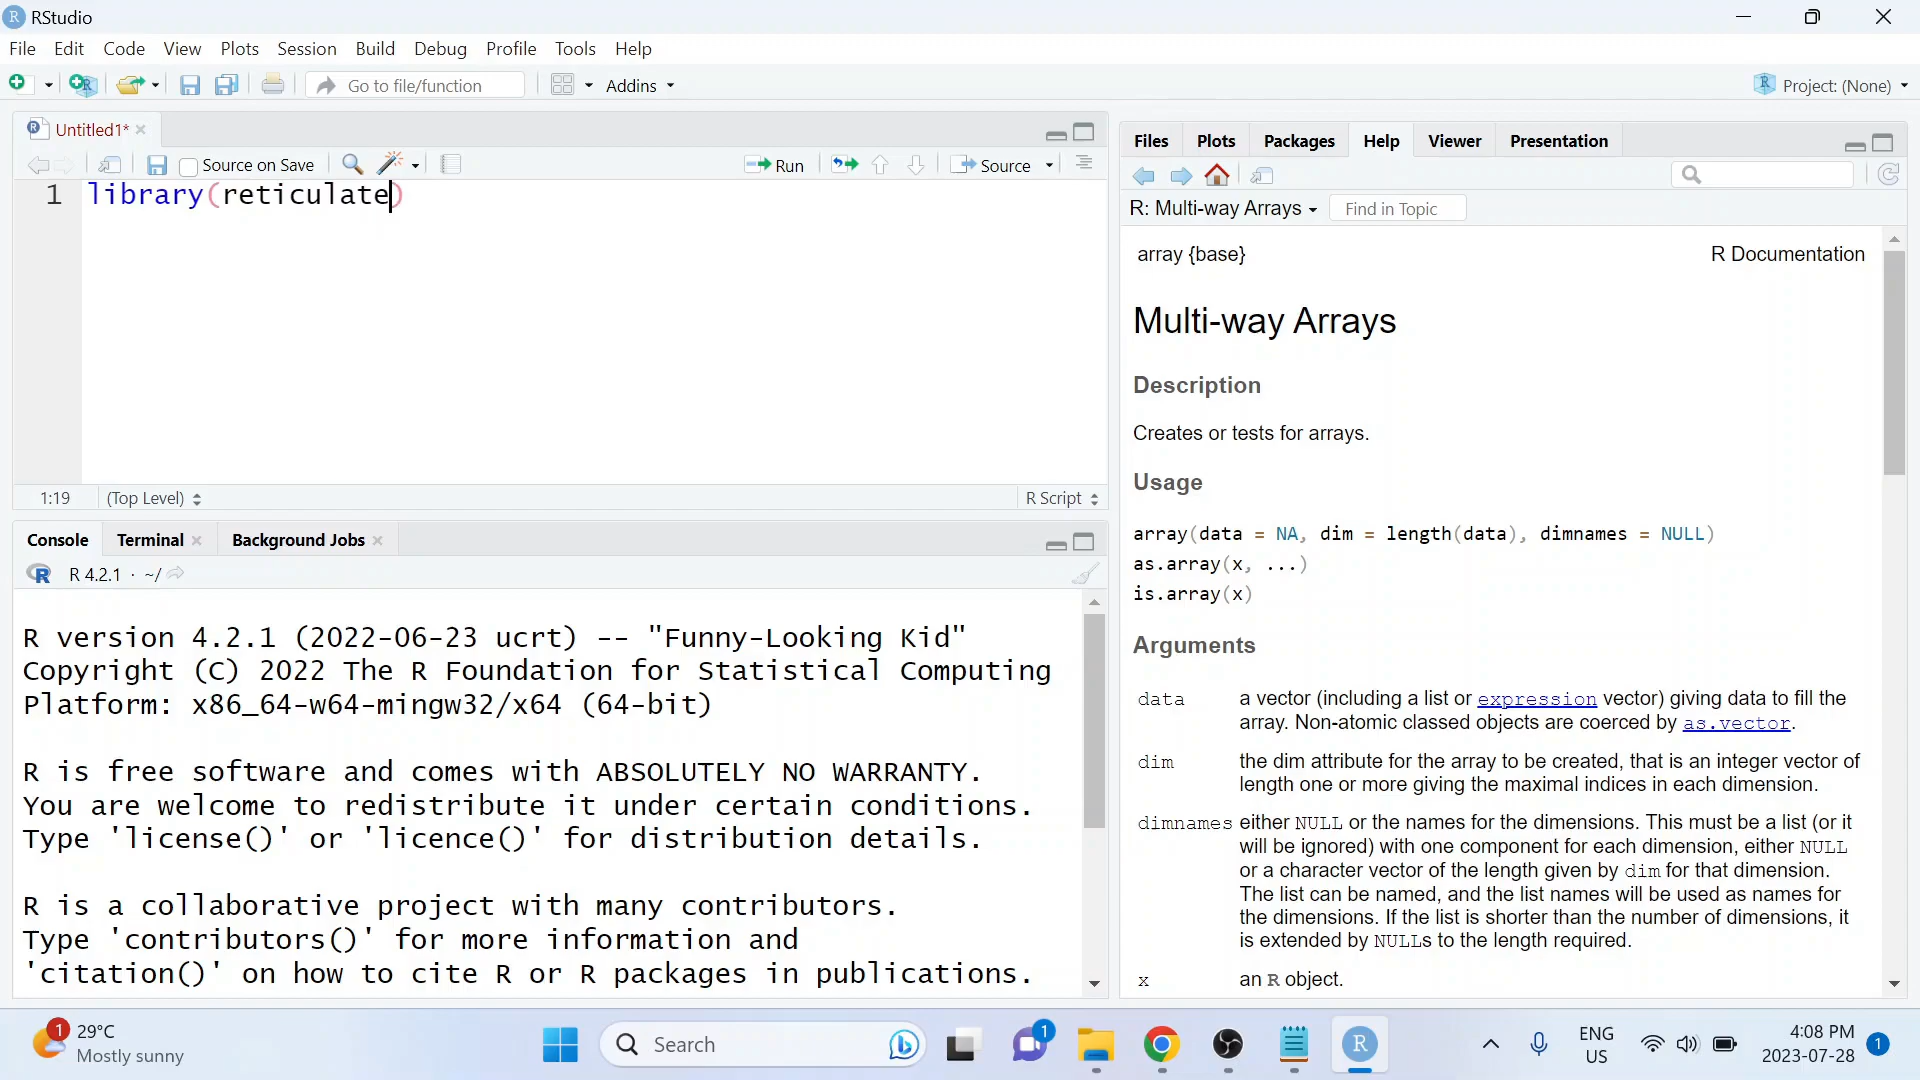 RStudio
File Edit Code View Plots Session Build Debug Profile Tools Help
Go to file/function Addins Project: (None)
Untitled1*
Source on Save Run Source
1 library(reticulate)
1:19 (Top Level) R Script
Console Terminal Background Jobs
R 4.2.1 · ~/
R version 4.2.1 (2022-06-23 ucrt) -- "Funny-Looking Kid"
Copyright (C) 2022 The R Foundation for Statistical Computing
Platform: x86_64-w64-mingw32/x64 (64-bit)
R is free software and comes with ABSOLUTELY NO WARRANTY.
You are welcome to redistribute it under certain conditions.
Type 'license()' or 'licence()' for distribution details.
R is a collaborative project with many contributors.
Type 'contributors()' for more information and
'citation()' on how to cite R or R packages in publications.
Files Plots Packages Help Viewer Presentation
R: Multi-way Arrays Find in Topic
array {base} R Documentation
Multi-way Arrays
Description
Creates or tests for arrays.
Usage
array(data = NA, dim = length(data), dimnames = NULL)
as.array(x, ...)
is.array(x)
Arguments
data a vector (including a list or expression vector) giving data to fill the
array. Non-atomic classed objects are coerced by as.vector.
dim the dim attribute for the array to be created, that is an integer vector of
length one or more giving the maximal indices in each dimension.
dimnames either NULL or the names for the dimensions. This must be a list (or it
will be ignored) with one component for each dimension, either NULL
or a character vector of the length given by dim for that dimension.
The list can be named, and the list names will be used as names for
the dimensions. If the list is shorter than the number of dimensions, it
is extended by NULLs to the length required.
x an R object.
1 29°C
Mostly sunny
Search
1
R
ENG
US
4:08 PM
2023-07-28
1